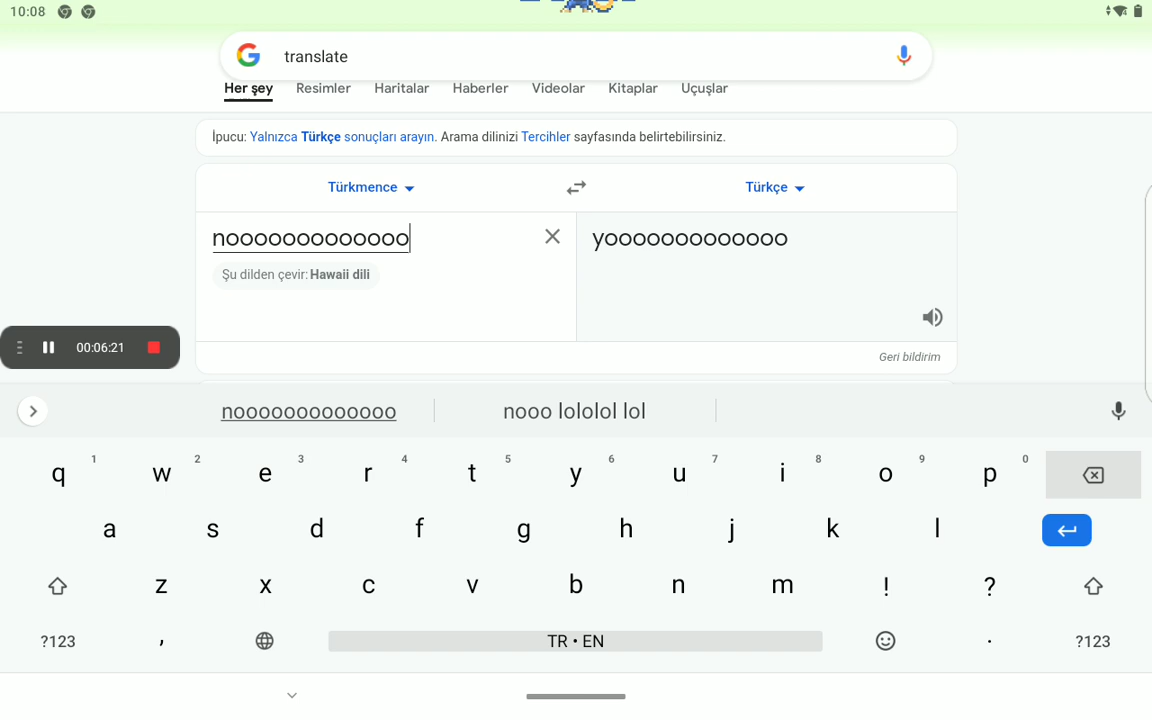 10:08
translate
Her şey Resimler Haritalar Haberler Videolar Kitaplar Uçuşlar
İpucu: Yalnızca Türkçe sonuçları arayın. Arama dilinizi Tercihler sayfasında belirtebilirsiniz.
Türkmence Türkçe
nooooooooooooo yooooooooooooo
Şu dilden çevir: Hawaii dili
00:06:21
Geri bildirim
nooooooooooooo nooo lololol lol
1 2 3 4 5 6 7 8 9 0
q w e r t y u i o p
a s d f g h j k l
z x c v b n m ! ?
?123 , TR • EN . ?123